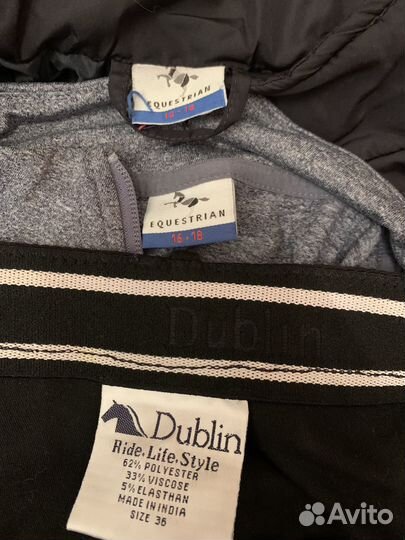 EQUESTRIAN
16 - 18
EQUESTRIAN
16 - 18
Dublin
Dublin
Ride.Life.Style
62% POLYESTER
33% VISCOSE
5% ELASTHAN
MADE IN INDIA
SIZE 36
Avito